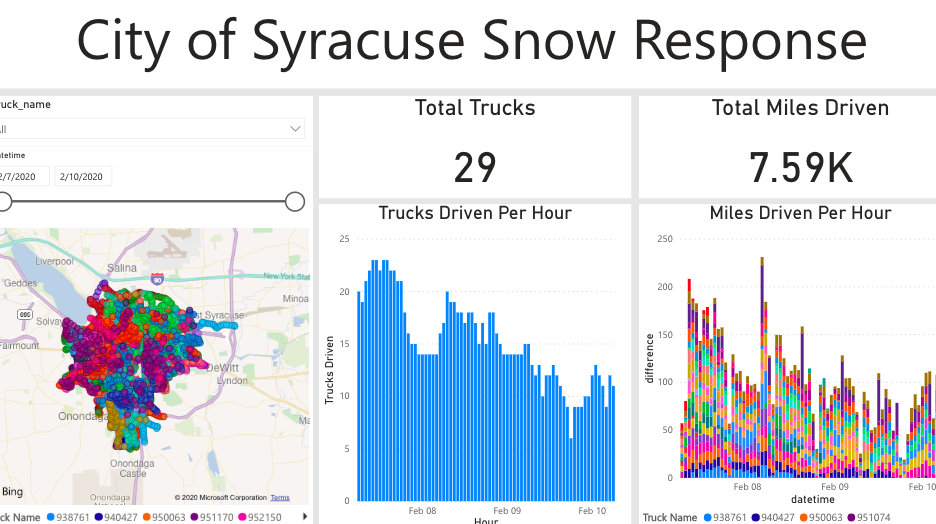 City of Syracuse Snow Response
uck_name
ll
atetime
2/7/2020
2/10/2020
Liverpool
Salina
90
New York Stat
Geddes
Minoa
Solvay
st Syracuse
Fairmount
DeWitt
Lyndon
Onondaga
Ma
Onondaga
Castle
Onondaga
Bing
© 2020 Microsoft Corporation Terms
ck Name 938761 940427 950063 951170 952150
Total Trucks
29
Total Miles Driven
7.59K
Trucks Driven Per Hour
25
20
15
10
5
0
Trucks Driven
Feb 08 Feb 09 Feb 10
Hour
Miles Driven Per Hour
250
200
150
100
50
0
difference
Feb 08 Feb 09 Feb 10
datetime
Truck Name 938761 940427 950063 951074